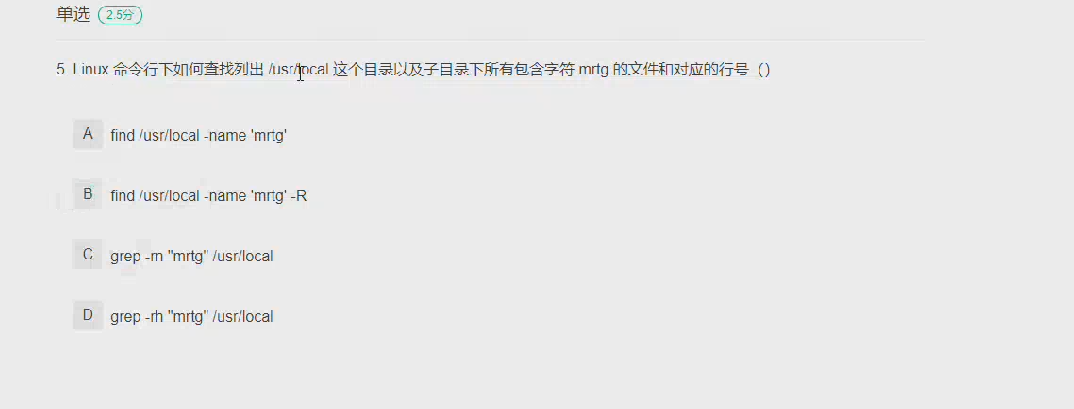 单选 2.5分
5. Linux 命令行下如何查找列出 /usr/local 这个目录以及子目录下所有包含字符 mrtg 的文件和对应的行号（）
A find /usr/local -name 'mrtg'
B find /usr/local -name 'mrtg' -R
C grep -rn "mrtg" /usr/local
D grep -rh "mrtg" /usr/local